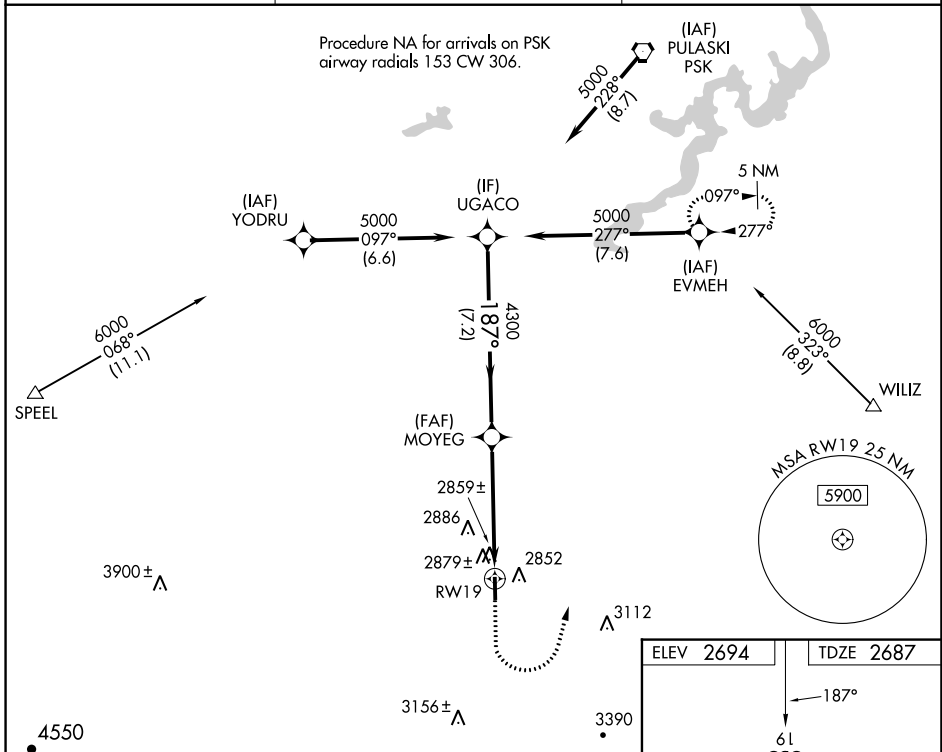 Procedure NA for arrivals on PSK
airway radials 153 CW 306.
(IAF)
PULASKI
PSK
5000
228°
(8.7)
(IAF)
YODRU
5000
097°
(6.6)
(IF)
UGACO
5000
277°
(7.6)
5 NM
097°
277°
(IAF)
EVMEH
6000
068°
(11.1)
SPEEL
4300
187°
(7.2)
6000
323°
(8.8)
WILIZ
(FAF)
MOYEG
MSA RW19 25 NM
5900
2859±
2886
2879±
2852
RW19
3900±
3112
3156±
3390
4550
ELEV 2694
TDZE 2687
187°
19